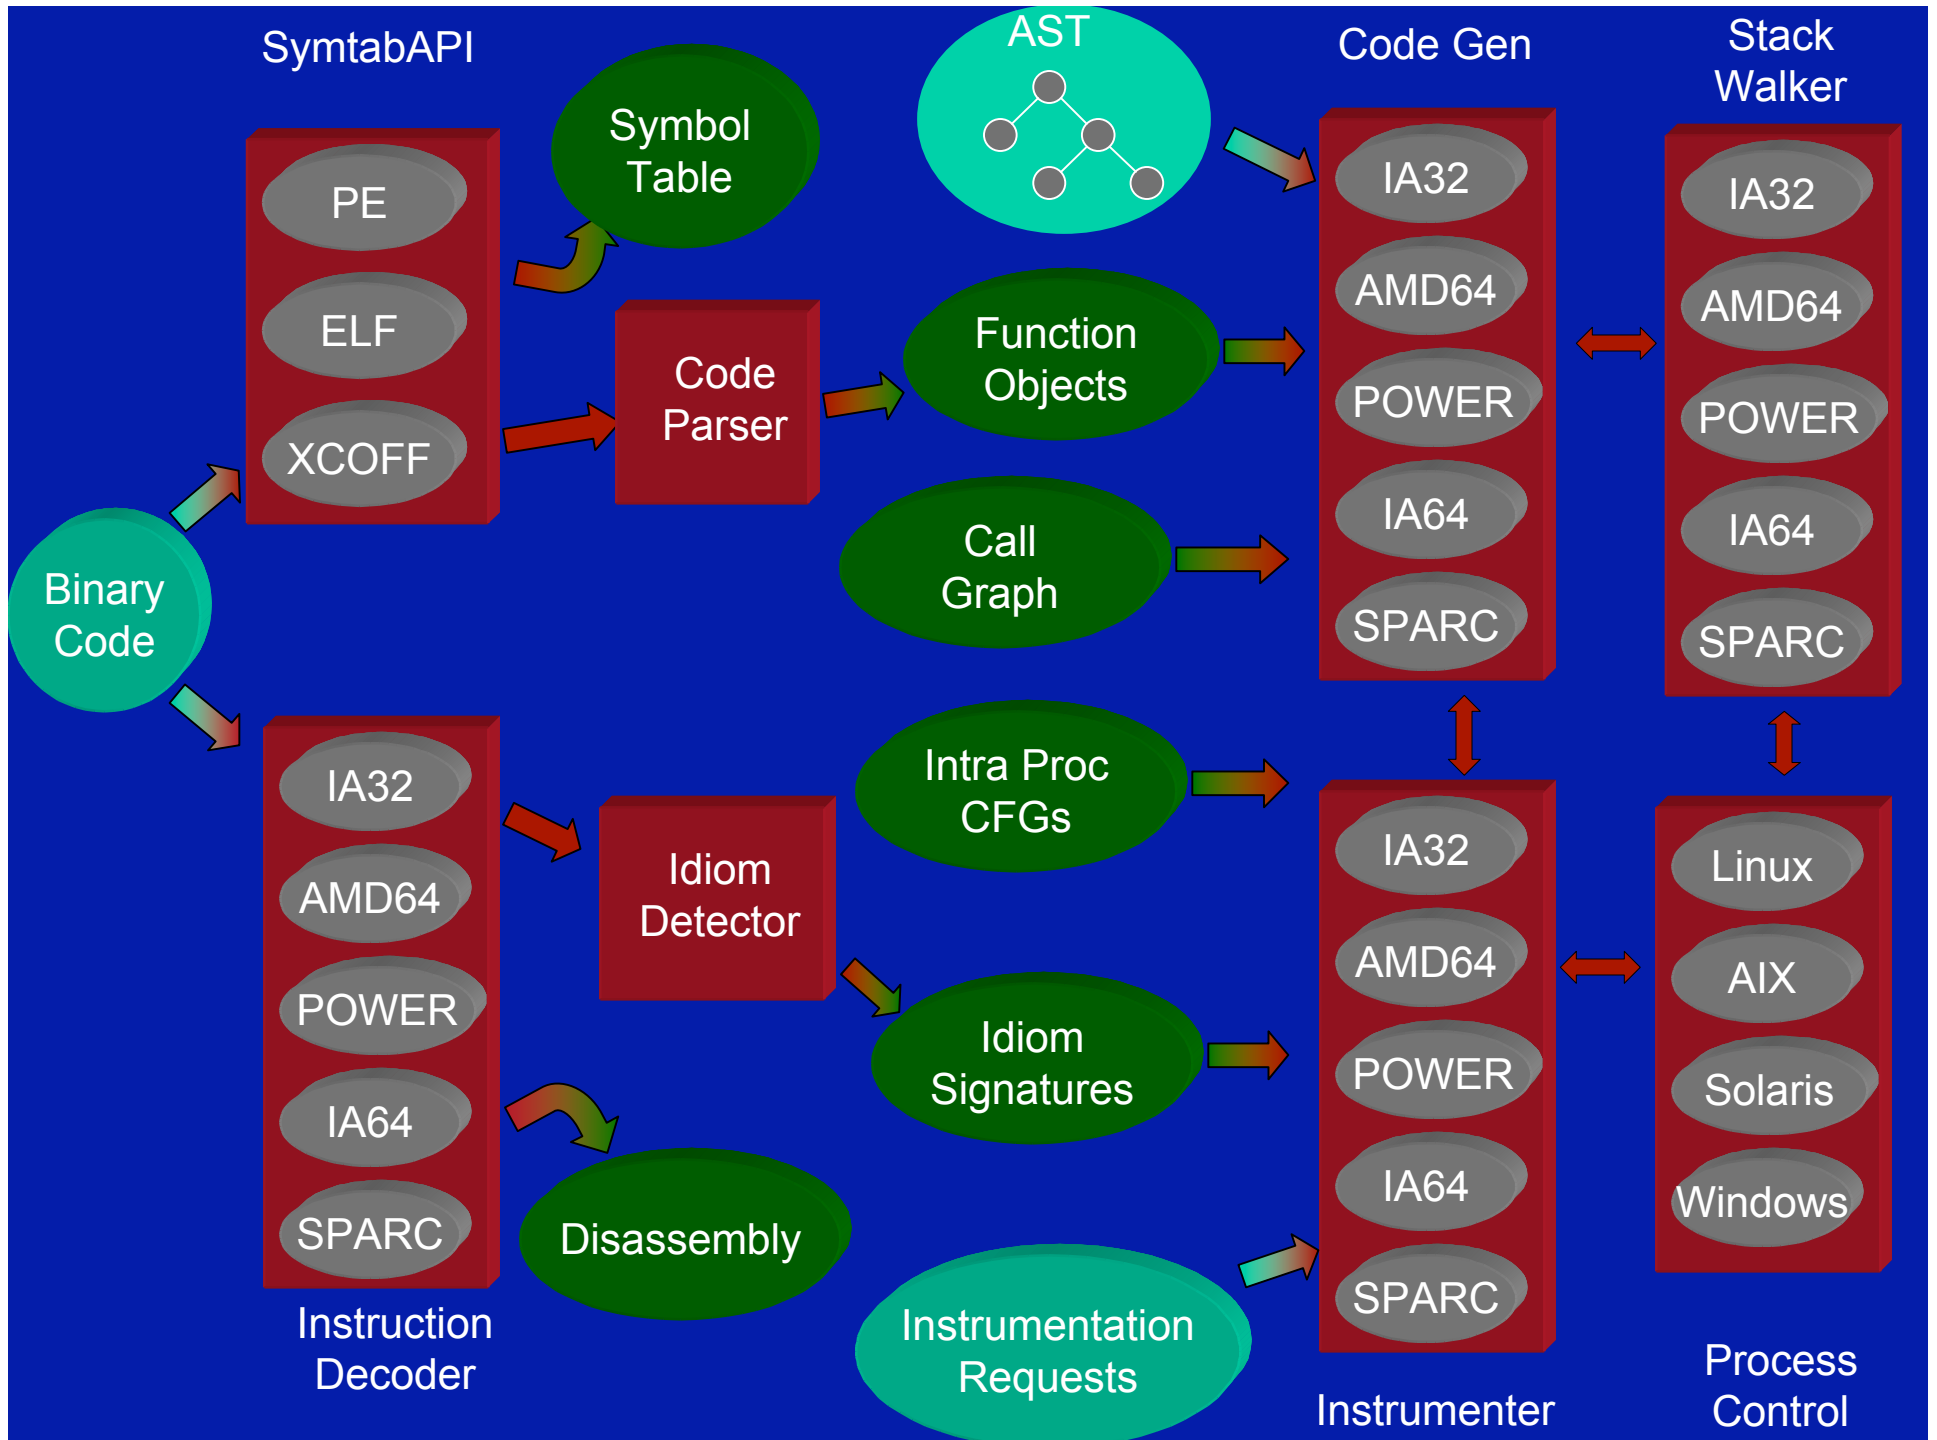 SymtabAPI
PE
ELF
XCOFF
Symbol
Table
Code
Parser
Binary
Code
IA32
AMD64
POWER
IA64
SPARC
Instruction
Decoder
Idiom
Detector
Disassembly
AST
Function
Objects
Call
Graph
Intra Proc
CFGs
Idiom
Signatures
Instrumentation
Requests
Code Gen
IA32
AMD64
POWER
IA64
SPARC
IA32
AMD64
POWER
IA64
SPARC
Instrumenter
Stack
Walker
IA32
AMD64
POWER
IA64
SPARC
Linux
AIX
Solaris
Windows
Process
Control